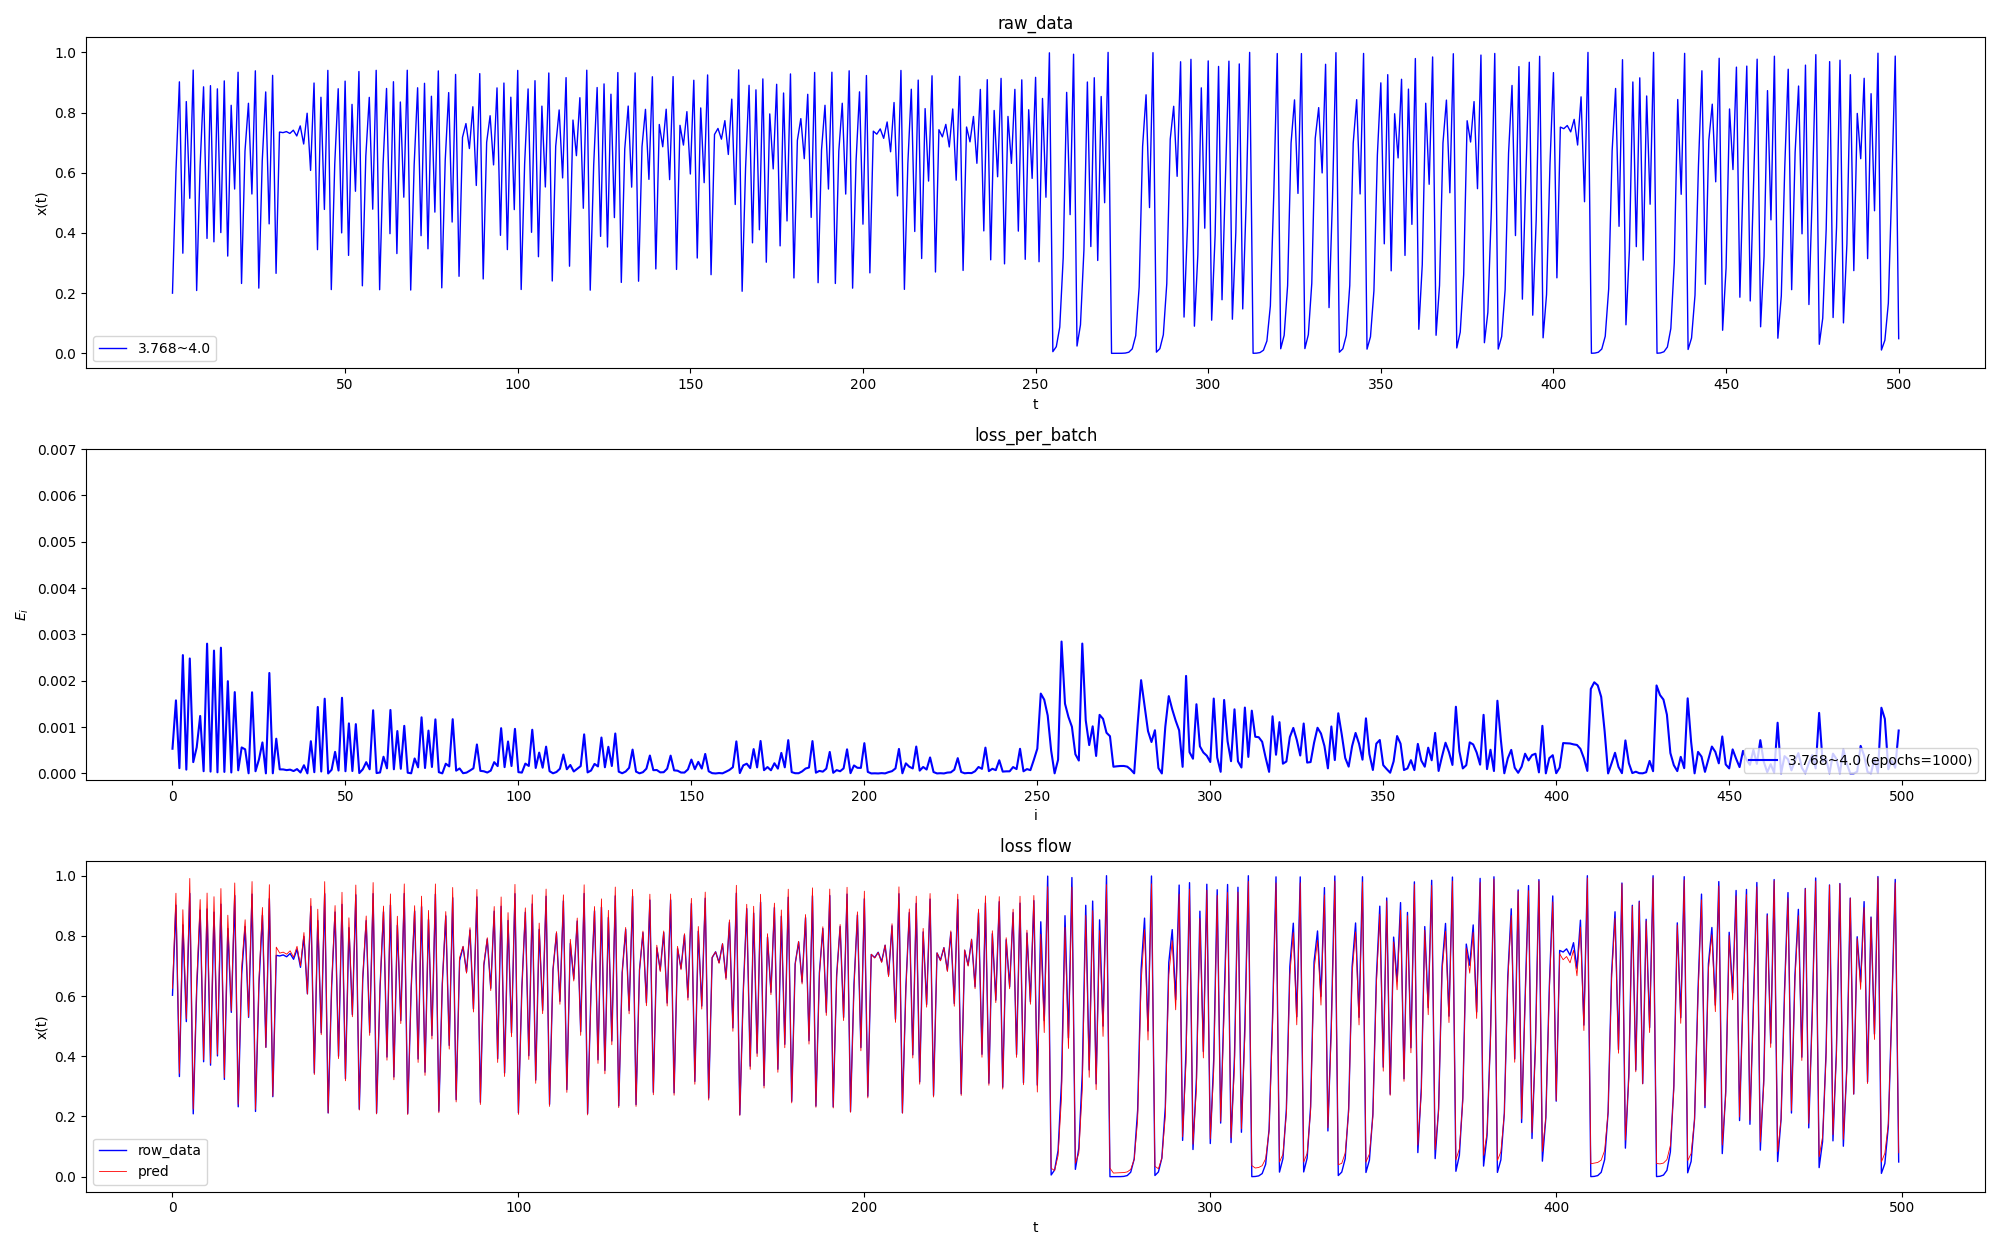 raw_data
1.0
0.8
0.6
0.4
0.2
0.0
x(t)
3.768~4.0
50 100 150 200 250 300 350 400 450 500
t
loss_per_batch
0.007
0.006
0.005
0.004
0.003
0.002
0.001
0.000
E_i
3.768~4.0 (epochs=1000)
0 50 100 150 200 250 300 350 400 450 500
i
loss flow
1.0
0.8
0.6
0.4
0.2
0.0
x(t)
row_data
pred
0 100 200 300 400 500
t